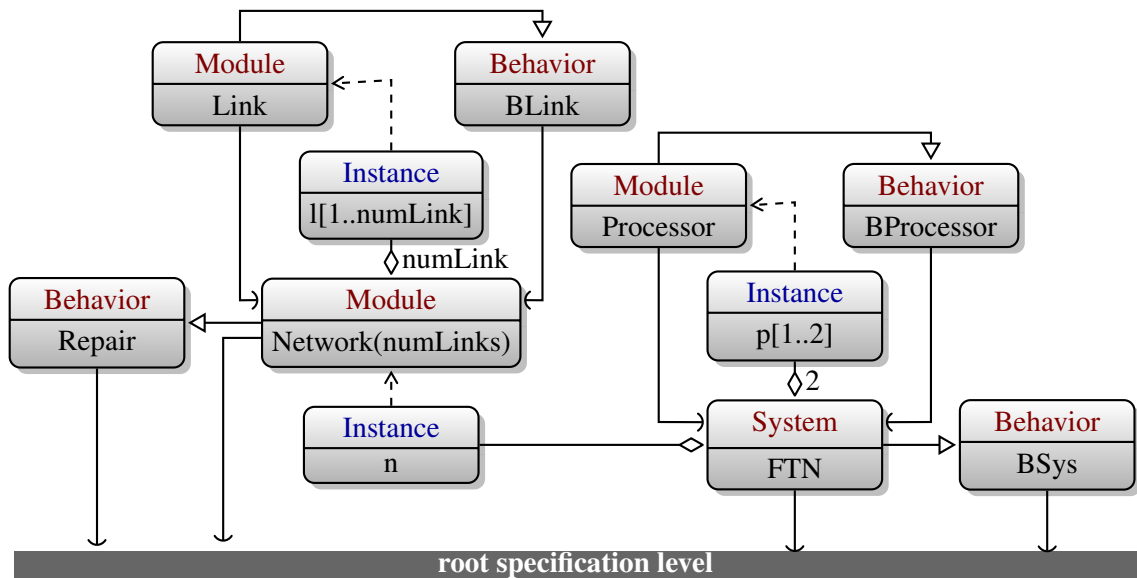 Module
Link
Behavior
BLink
Instance
l[1..numLink]
numLink
Module
Processor
Behavior
BProcessor
Behavior
Repair
Module
Network(numLinks)
Instance
p[1..2]
2
Instance
n
System
FTN
Behavior
BSys
root specification level